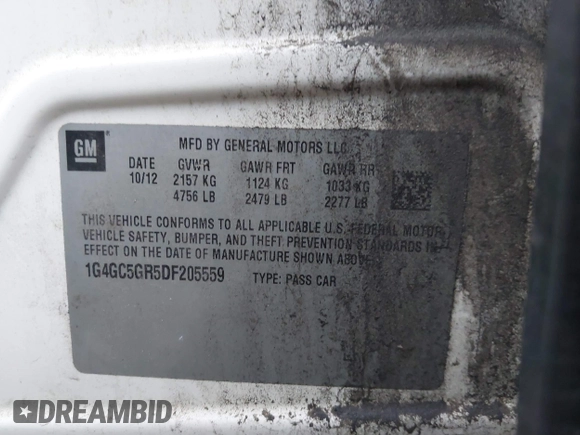 GM
MFD BY GENERAL MOTORS LLC
DATE GVWR GAWR FRT GAWR RR
10/12 2157 KG 1124 KG 1033 KG
4756 LB 2479 LB 2277 LB
THIS VEHICLE CONFORMS TO ALL APPLICABLE U.S. FEDERAL MOTOR
VEHICLE SAFETY, BUMPER, AND THEFT PREVENTION STANDARDS IN
EFFECT ON THE DATE OF MANUFACTURE SHOWN ABOVE.
1G4GC5GR5DF205559 TYPE: PASS CAR
DREAMBID